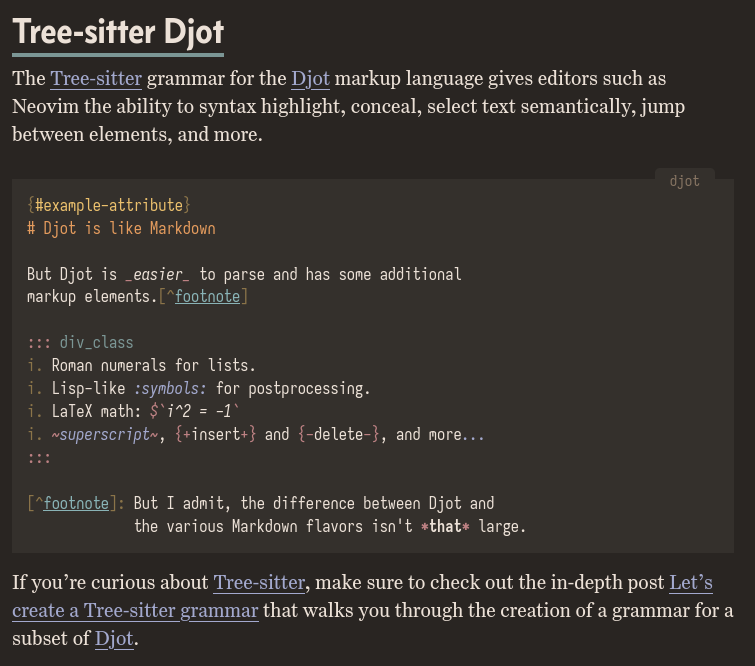 Tree-sitter Djot
The Tree-sitter grammar for the Djot markup language gives editors such as
Neovim the ability to syntax highlight, conceal, select text semantically, jump
between elements, and more.
djot
{#example-attribute}
# Djot is like Markdown
But Djot is _easier_ to parse and has some additional
markup elements.[^footnote]
::: div_class
i. Roman numerals for lists.
i. Lisp-like :symbols: for postprocessing.
i. LaTeX math: $`i^2 = -1`
i. ~superscript~, {+insert+} and {-delete-}, and more...
:::
[^footnote]: But I admit, the difference between Djot and
the various Markdown flavors isn't *that* large.
If you’re curious about Tree-sitter, make sure to check out the in-depth post Let’s
create a Tree-sitter grammar that walks you through the creation of a grammar for a
subset of Djot.